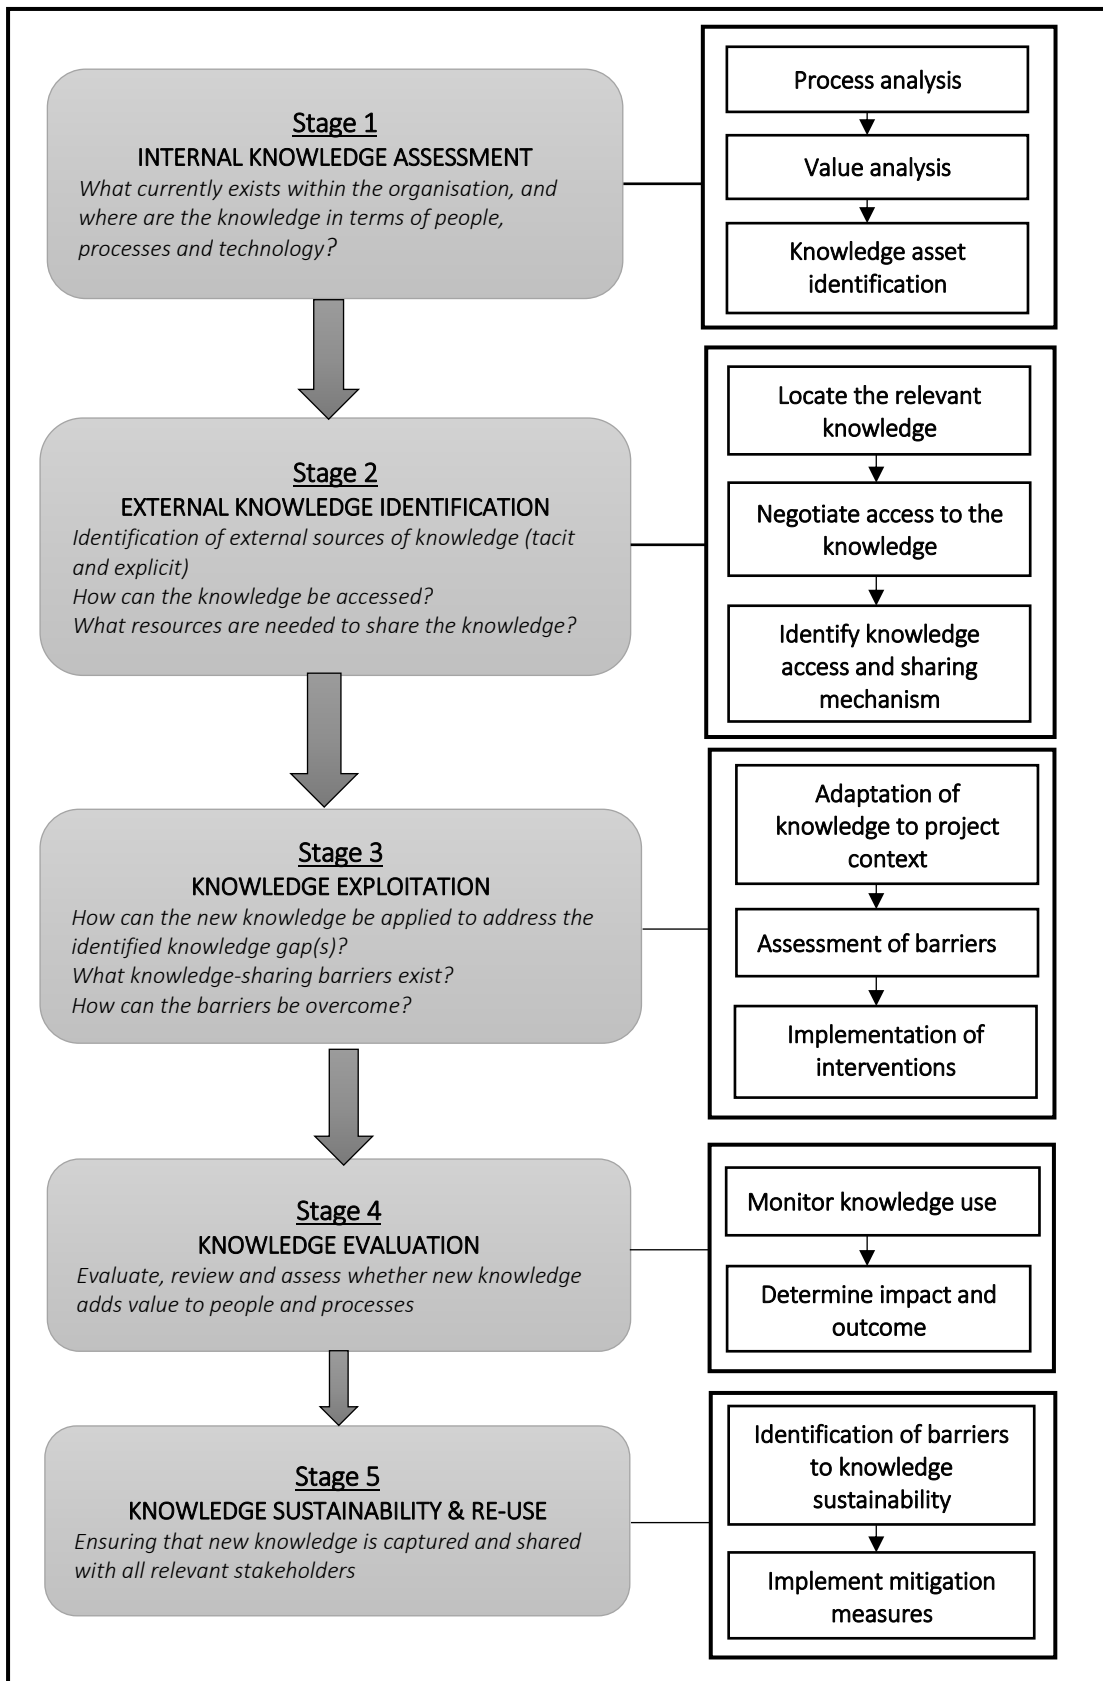 Stage 1
INTERNAL KNOWLEDGE ASSESSMENT
What currently exists within the organisation, and
where are the knowledge in terms of people,
processes and technology?
Process analysis
Value analysis
Knowledge asset
identification
Stage 2
EXTERNAL KNOWLEDGE IDENTIFICATION
Identification of external sources of knowledge (tacit
and explicit)
How can the knowledge be accessed?
What resources are needed to share the knowledge?
Locate the relevant
knowledge
Negotiate access to the
knowledge
Identify knowledge
access and sharing
mechanism
Stage 3
KNOWLEDGE EXPLOITATION
How can the new knowledge be applied to address the
identified knowledge gap(s)?
What knowledge-sharing barriers exist?
How can the barriers be overcome?
Adaptation of
knowledge to project
context
Assessment of barriers
Implementation of
interventions
Stage 4
KNOWLEDGE EVALUATION
Evaluate, review and assess whether new knowledge
adds value to people and processes
Monitor knowledge use
Determine impact and
outcome
Stage 5
KNOWLEDGE SUSTAINABILITY & RE-USE
Ensuring that new knowledge is captured and shared
with all relevant stakeholders
Identification of barriers
to knowledge
sustainability
Implement mitigation
measures